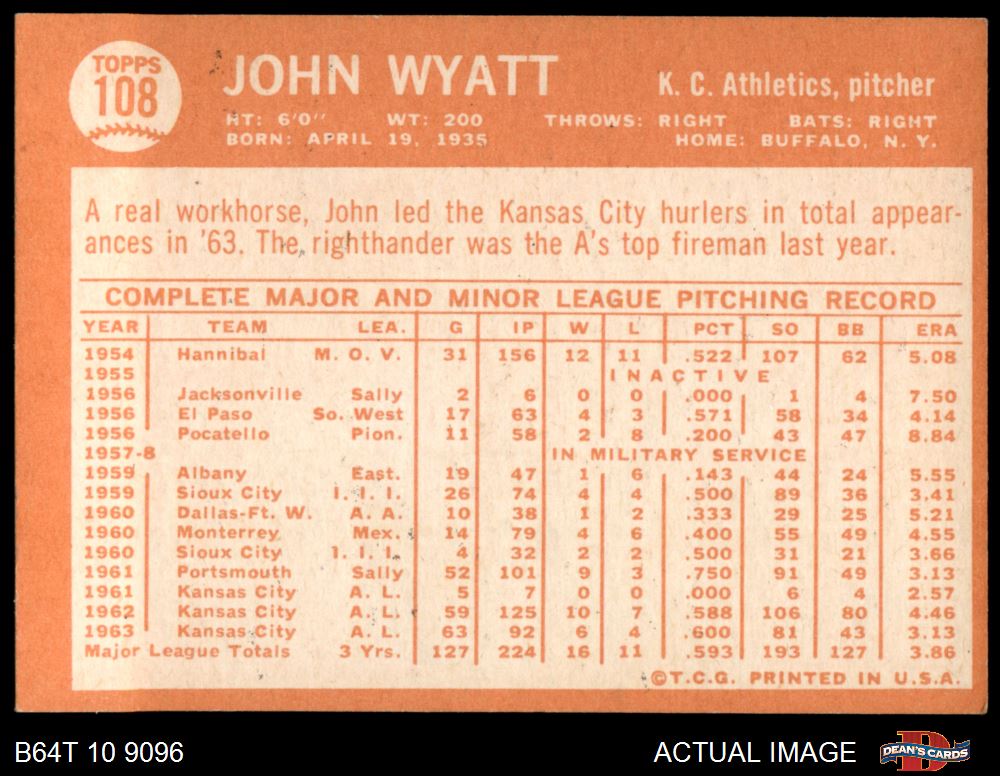 TOPPS
108
JOHN WYATT
K. C. Athletics, pitcher
HT: 6'0" WT: 200 THROWS: RIGHT BATS: RIGHT
BORN: APRIL 19, 1935 HOME: BUFFALO, N. Y.
A real workhorse, John led the Kansas City hurlers in total appear-
ances in '63. The righthander was the A's top fireman last year.
COMPLETE MAJOR AND MINOR LEAGUE PITCHING RECORD
YEAR TEAM LEA. G IP W L PCT SO BB ERA
1954 Hannibal M. O. V. 31 156 12 11 .522 107 62 5.08
1955 INACTIVE
1956 Jacksonville Sally 2 6 0 0 .000 1 4 7.50
1956 El Paso So. West 17 63 4 3 .571 58 34 4.14
1956 Pocatello Pion. 11 58 2 8 .200 43 47 8.84
1957-8 IN MILITARY SERVICE
1959 Albany East. 19 47 1 6 .143 44 24 5.55
1959 Sioux City I. I. I. 26 74 4 4 .500 89 36 3.41
1960 Dallas-Ft. W. A. A. 10 38 1 2 .333 29 25 5.21
1960 Monterrey Mex. 14 79 4 6 .400 55 49 4.55
1960 Sioux City I. I. I. 4 32 2 2 .500 31 21 3.66
1961 Portsmouth Sally 52 101 9 3 .750 91 49 3.13
1961 Kansas City A. L. 5 7 0 0 .000 6 4 2.57
1962 Kansas City A. L. 59 125 10 7 .588 106 80 4.46
1963 Kansas City A. L. 63 92 6 4 .600 81 43 3.13
Major League Totals 3 Yrs. 127 224 16 11 .593 193 127 3.86
©T.C.G. PRINTED IN U.S.A.
B64T 10 9096
ACTUAL IMAGE
D
DEAN'S CARDS